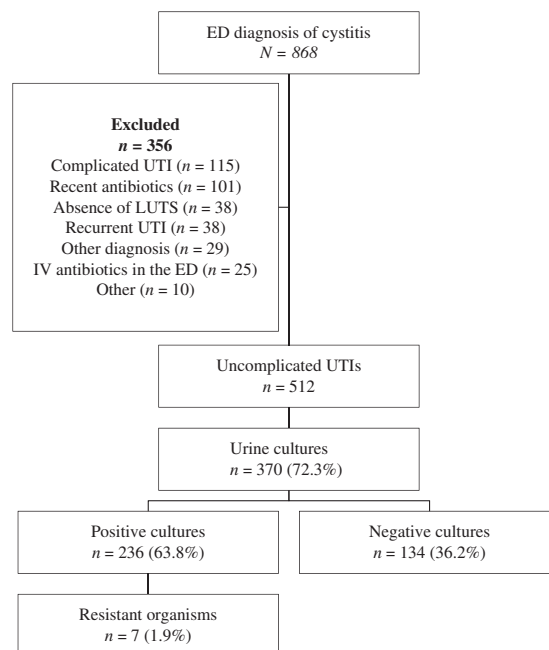 ED diagnosis of cystitis
N = 868
Excluded
n = 356
Complicated UTI (n = 115)
Recent antibiotics (n = 101)
Absence of LUTS (n = 38)
Recurrent UTI (n = 38)
Other diagnosis (n = 29)
IV antibiotics in the ED (n = 25)
Other (n = 10)
Uncomplicated UTIs
n = 512
Urine cultures
n = 370 (72.3%)
Positive cultures
n = 236 (63.8%)
Negative cultures
n = 134 (36.2%)
Resistant organisms
n = 7 (1.9%)